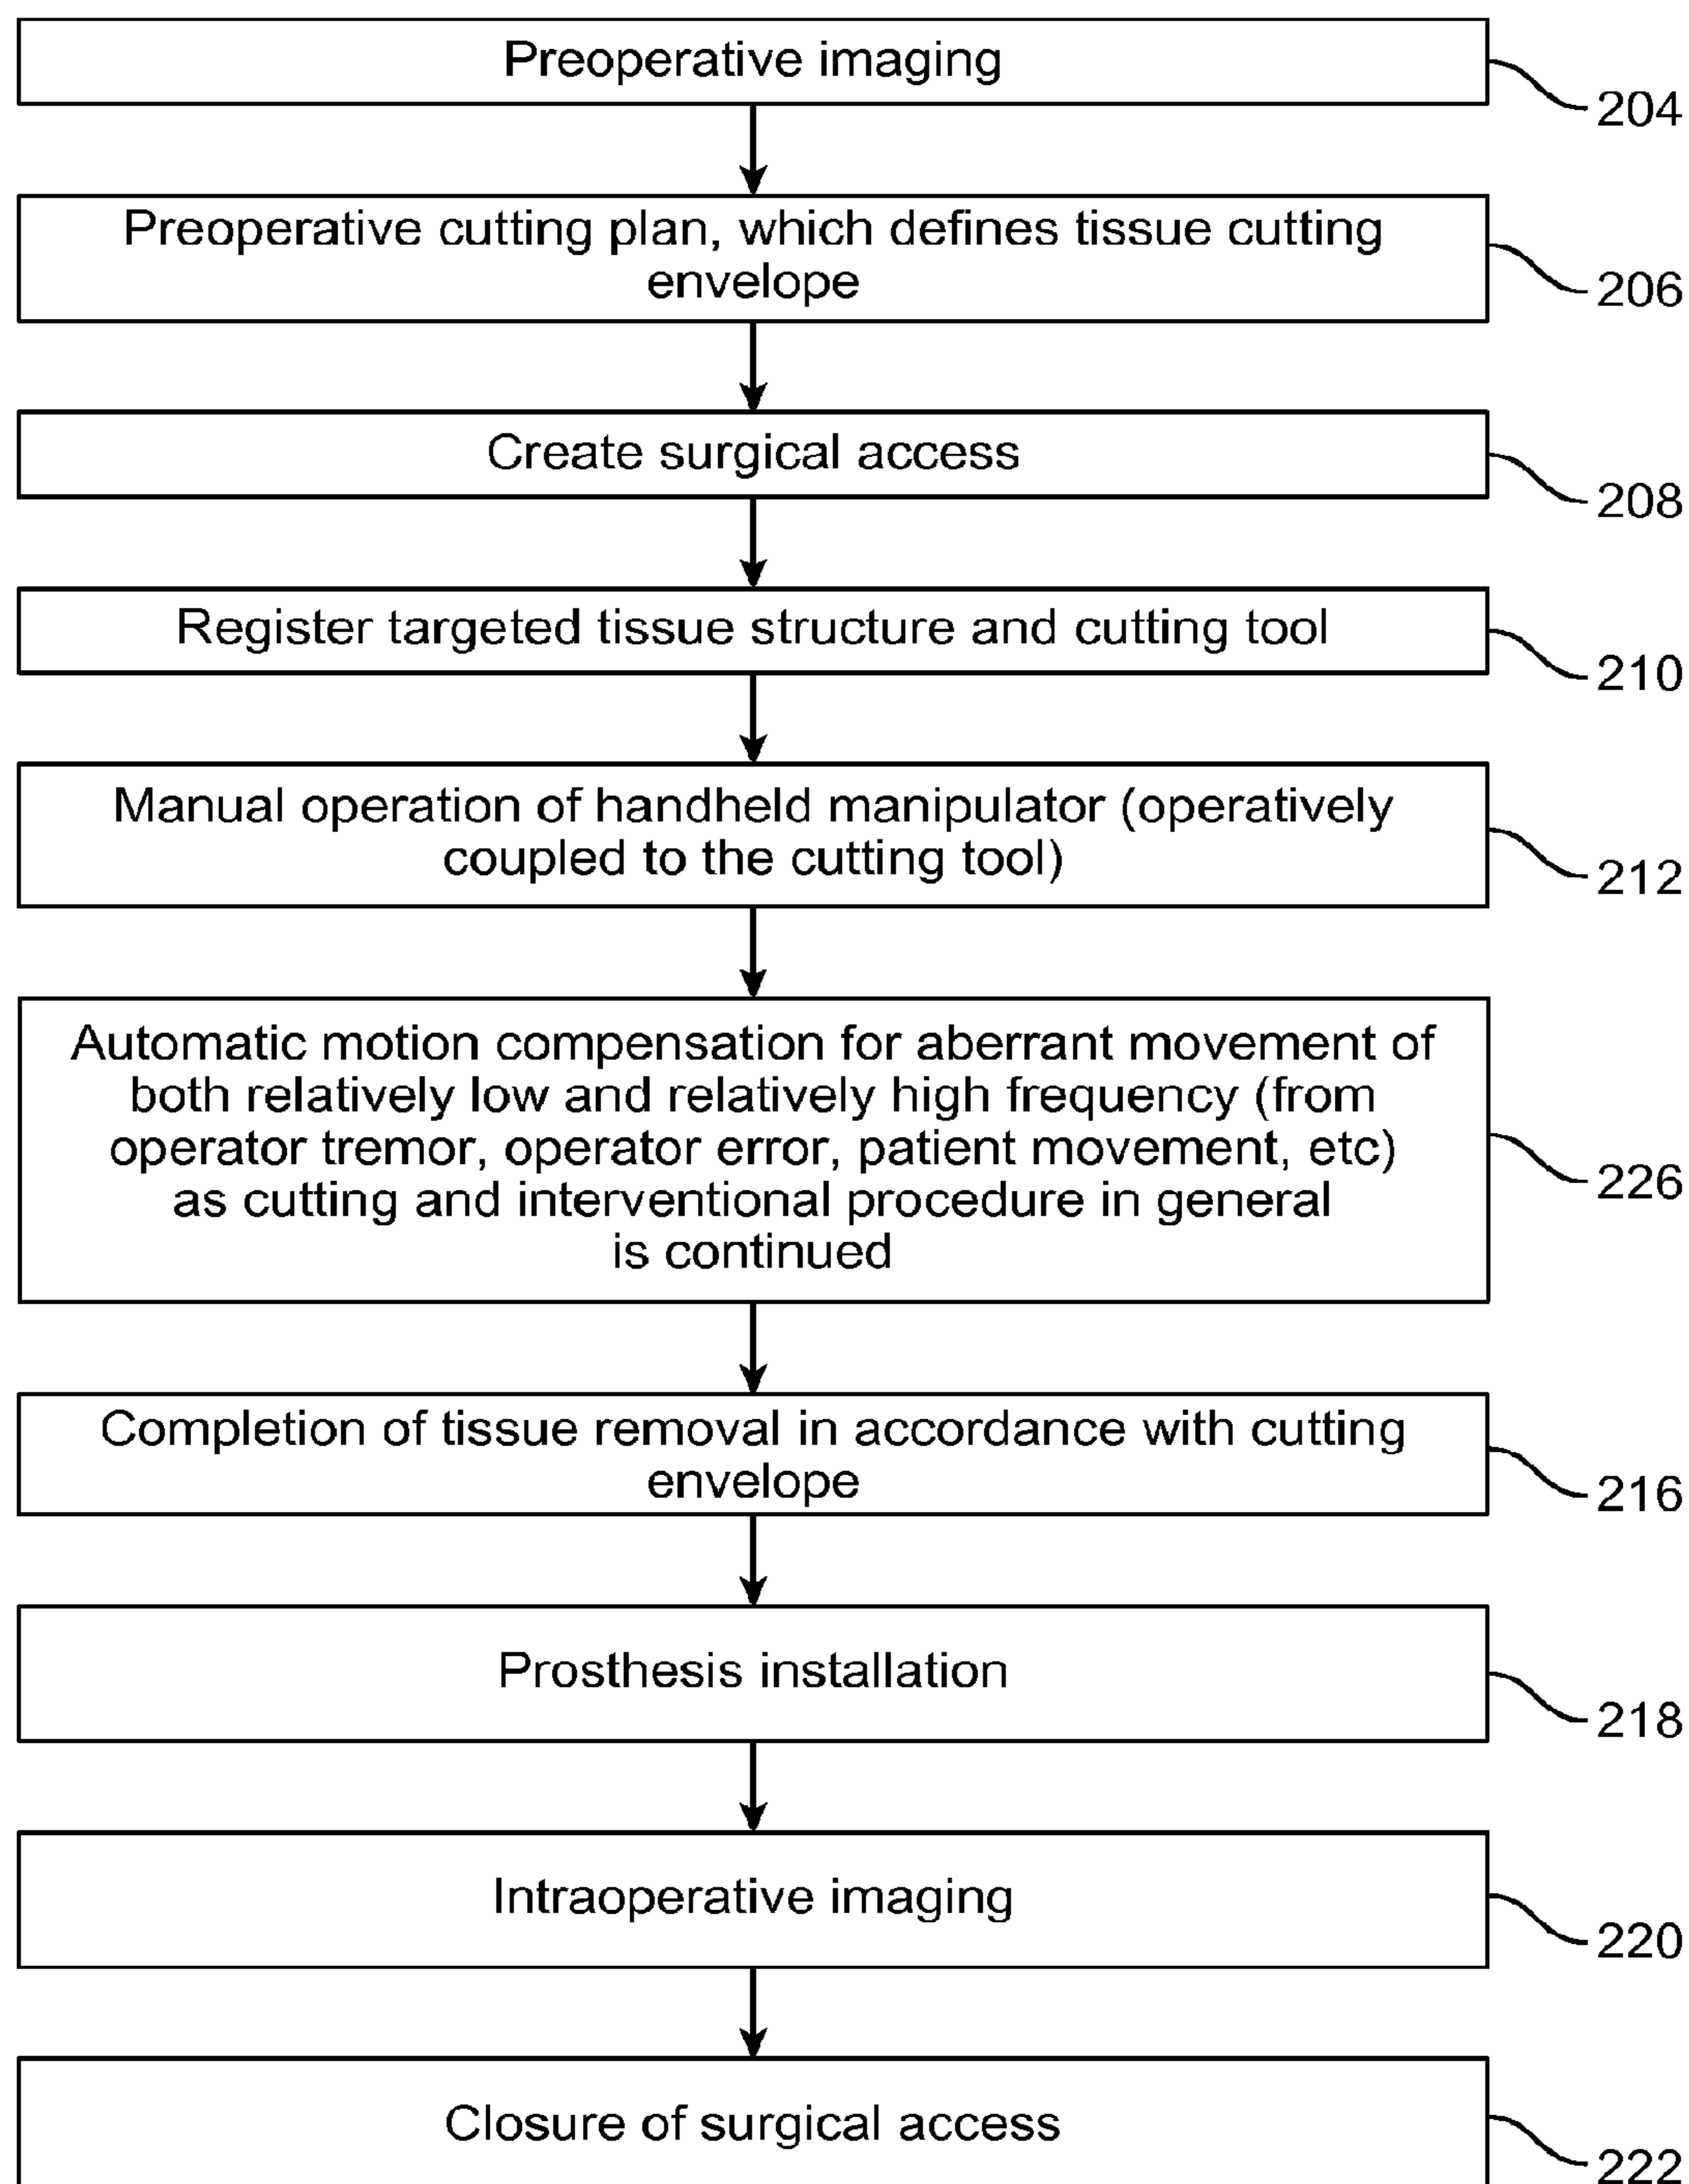 Preoperative imaging
204
Preoperative cutting plan, which defines tissue cutting
envelope
206
Create surgical access
208
Register targeted tissue structure and cutting tool
210
Manual operation of handheld manipulator (operatively
coupled to the cutting tool)
212
Automatic motion compensation for aberrant movement of
both relatively low and relatively high frequency (from
operator tremor, operator error, patient movement, etc)
as cutting and interventional procedure in general
is continued
226
Completion of tissue removal in accordance with cutting
envelope
216
Prosthesis installation
218
Intraoperative imaging
220
Closure of surgical access
222